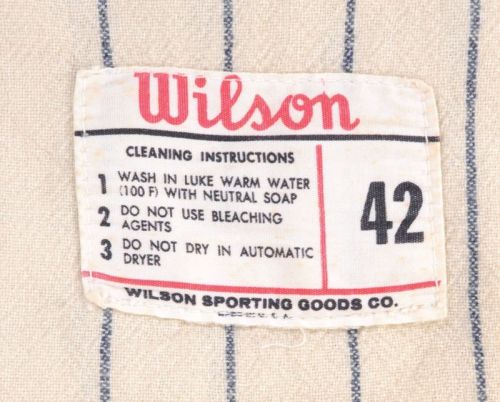 Wilson
CLEANING INSTRUCTIONS
1 WASH IN LUKE WARM WATER
(100 F) WITH NEUTRAL SOAP
2 DO NOT USE BLEACHING
AGENTS
3 DO NOT DRY IN AUTOMATIC
DRYER
42
WILSON SPORTING GOODS CO.